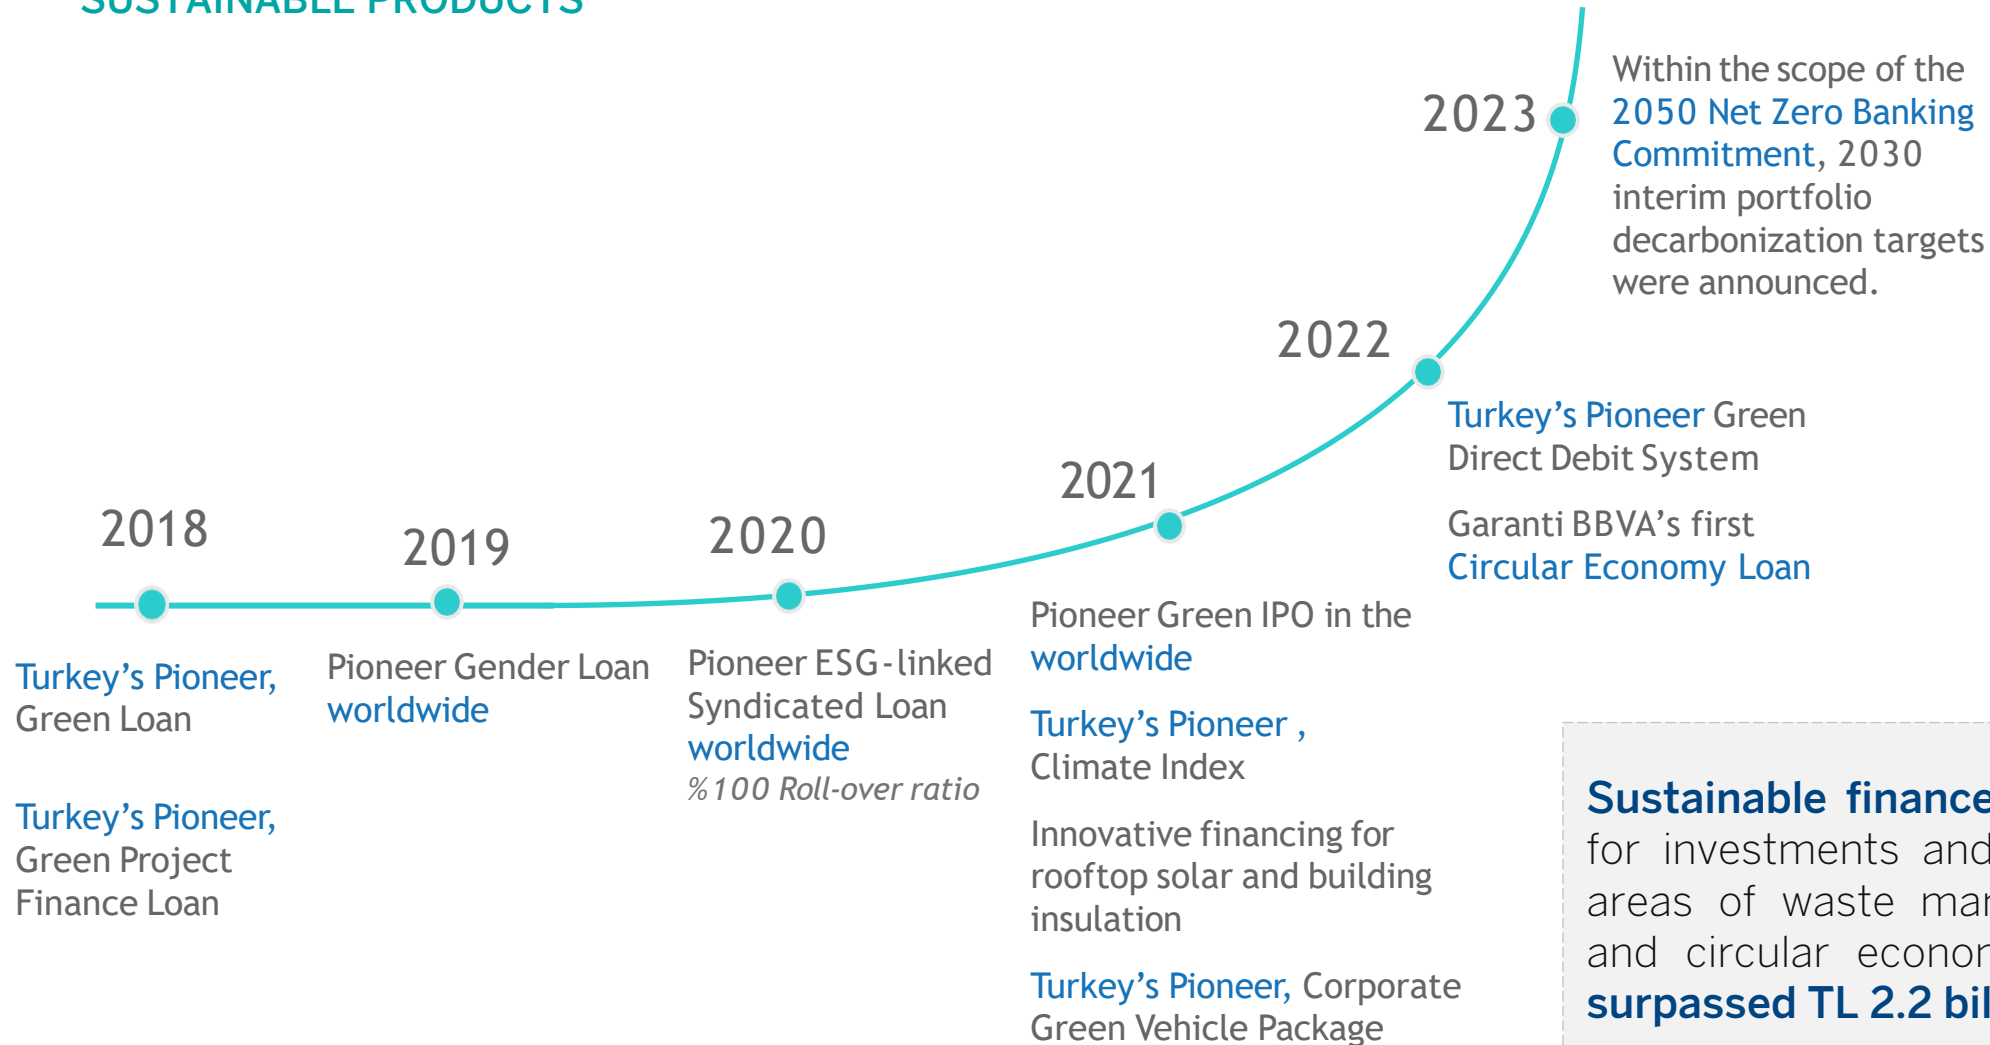 SUSTAINABLE PRODUCTS
2018
Turkey’s Pioneer,
Green Loan
Turkey’s Pioneer,
Green Project
Finance Loan
2019
Pioneer Gender Loan
worldwide
2020
Pioneer ESG-linked
Syndicated Loan
worldwide
%100 Roll-over ratio
2021
Pioneer Green IPO in the
worldwide
Turkey’s Pioneer ,
Climate Index
Innovative financing for
rooftop solar and building
insulation
Turkey’s Pioneer, Corporate
Green Vehicle Package
2022
Turkey’s Pioneer Green
Direct Debit System
Garanti BBVA’s first
Circular Economy Loan
2023
Within the scope of the
2050 Net Zero Banking
Commitment, 2030
interim portfolio
decarbonization targets
were announced.
Sustainable finance
for investments and
areas of waste
and circular
surpassed TL 2.2